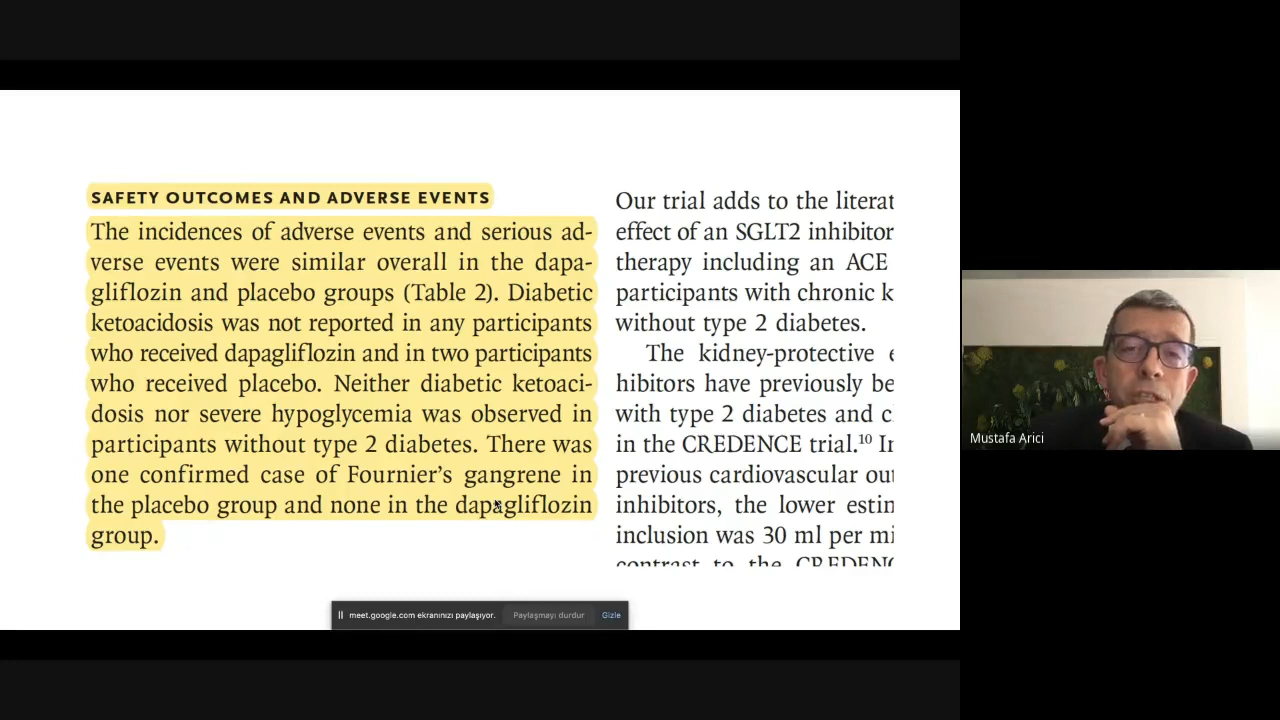 SAFETY OUTCOMES AND ADVERSE EVENTS
The incidences of adverse events and serious ad-
verse events were similar overall in the dapa-
gliflozin and placebo groups (Table 2). Diabetic
ketoacidosis was not reported in any participants
who received dapagliflozin and in two participants
who received placebo. Neither diabetic ketoaci-
dosis nor severe hypoglycemia was observed in
participants without type 2 diabetes. There was
one confirmed case of Fournier's gangrene in
the placebo group and none in the dapagliflozin
group.
Our trial adds to the literat
effect of an SGLT2 inhibitor
therapy including an ACE
participants with chronic k
without type 2 diabetes.
The kidney-protective e
hibitors have previously be
with type 2 diabetes and c
in the CREDENCE trial.¹⁰ In
previous cardiovascular out
inhibitors, the lower estin
inclusion was 30 ml per mi
contrast to the CREDENC
meet.google.com ekranınızı paylaşıyor.
Paylaşmayı durdur
Gizle
Mustafa Arici